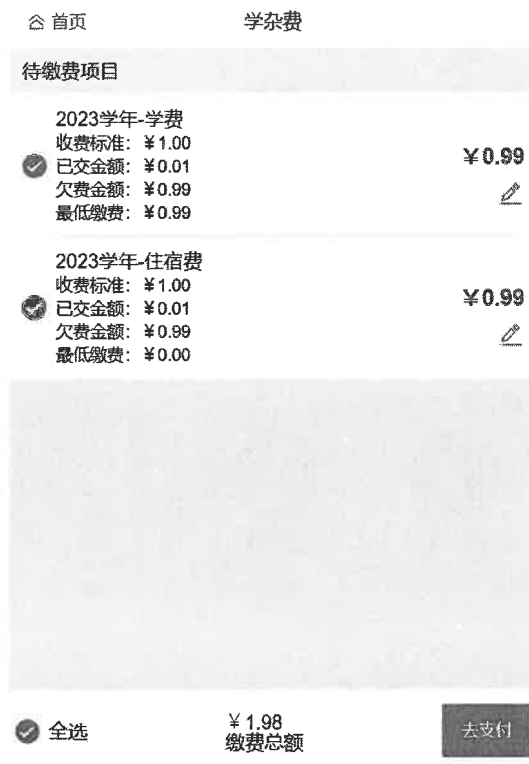 首页 学杂费
待缴费项目
2023学年-学费
收费标准：￥1.00
已交金额：￥0.01
欠费金额：￥0.99
最低缴费：￥0.99
￥0.99
2023学年-住宿费
收费标准：￥1.00
已交金额：￥0.01
欠费金额：￥0.99
最低缴费：￥0.00
￥0.99
全选
￥1.98
缴费总额
去支付